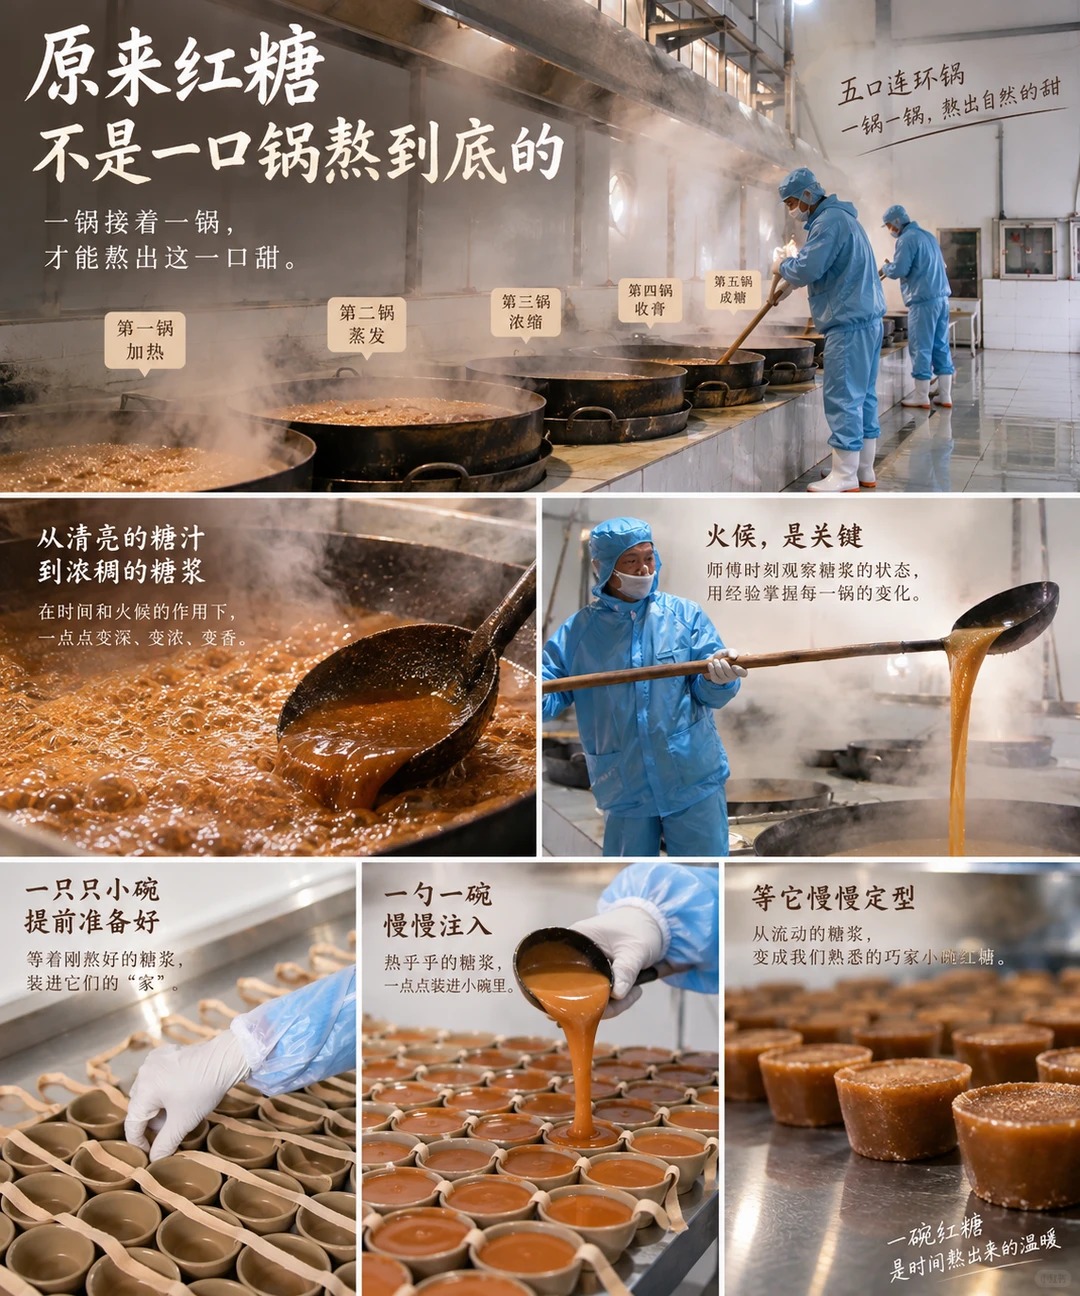 原来红糖
不是一口锅熬到底的
一锅接着一锅，
才能熬出这一口甜。
五口连环锅
一锅一锅，熬出自然的甜
第一锅
加热
第二锅
蒸发
第三锅
浓缩
第四锅
收膏
第五锅
成糖
从清亮的糖汁
到浓稠的糖浆
在时间和火候的作用下，
一点点变深、变浓、变香。
火候，是关键
师傅时刻观察糖浆的状态，
用经验掌握每一锅的变化。
一只只小碗
提前准备好
等着刚熬好的糖浆，
装进它们的“家”。
一勺一碗
慢慢注入
热乎乎的糖浆，
一点点装进小碗里。
等它慢慢定型
从流动的糖浆，
变成我们熟悉的巧家小碗红糖。
一碗红糖
是时间熬出来的温暖
小红书